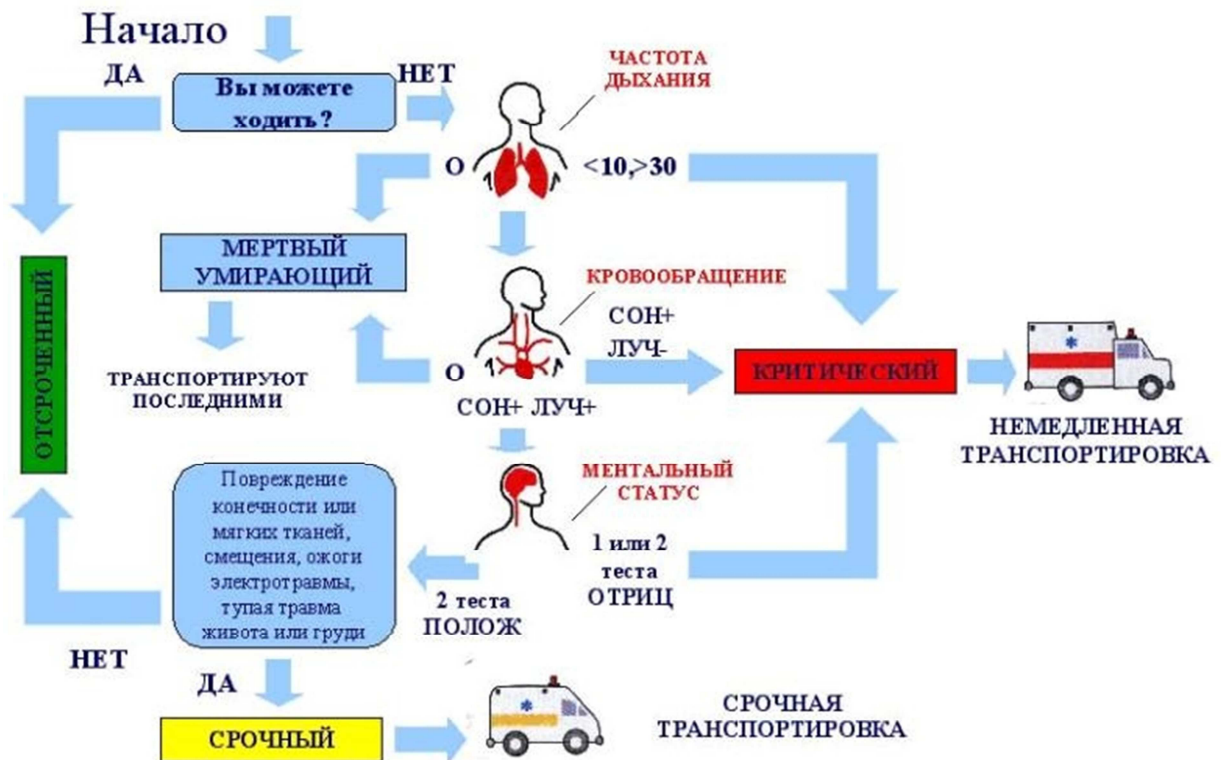 Начало
ДА
Вы можете
ходить?
НЕТ
ЧАСТОТА
ДЫХАНИЯ
О
<10,>30
МЕРТВЫЙ
УМИРАЮЩИЙ
КРОВООБРАЩЕНИЕ
СОН+
ЛУЧ-
ОТСРОЧЕННЫЙ
ТРАНСПОРТИРУЮТ
ПОСЛЕДНИМИ
О
СОН+ ЛУЧ+
КРИТИЧЕСКИЙ
НЕМЕДЛЕННАЯ
ТРАНСПОРТИРОВКА
МЕНТАЛЬНЫЙ
СТАТУС
Повреждение
конечности или
мягких тканей,
смещения, ожоги
электротравмы,
тупая травма
живота или груди
1 или 2
теста
ОТРИЦ
2 теста
ПОЛОЖ
НЕТ
ДА
СРОЧНЫЙ
СРОЧНАЯ
ТРАНСПОРТИРОВКА